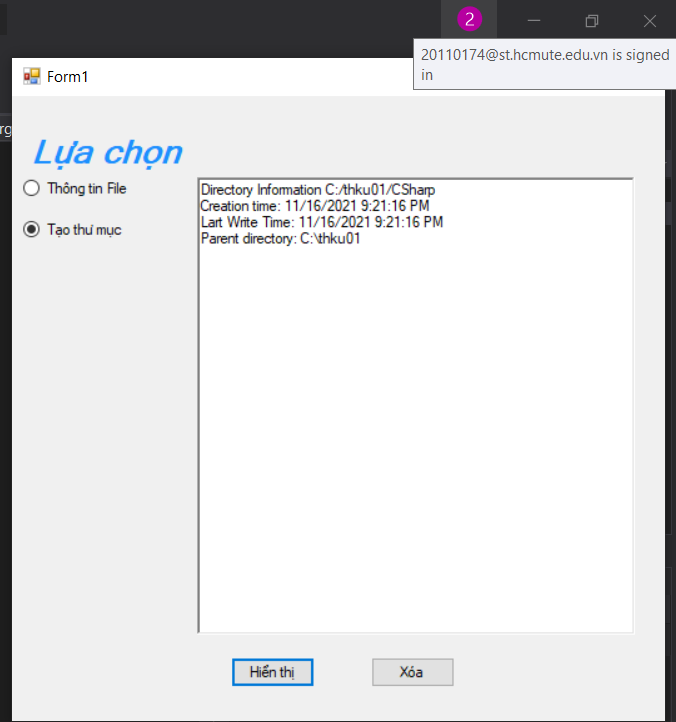 2
20110174@st.hcmute.edu.vn is signed
in
Form1
rg
Lựa chọn
Thông tin File
Tạo thư mục
Directory Information C:/thku01/CSharp
Creation time: 11/16/2021 9:21:16 PM
Lart Write Time: 11/16/2021 9:21:16 PM
Parent directory: C:\thku01
Hiển thị
Xóa